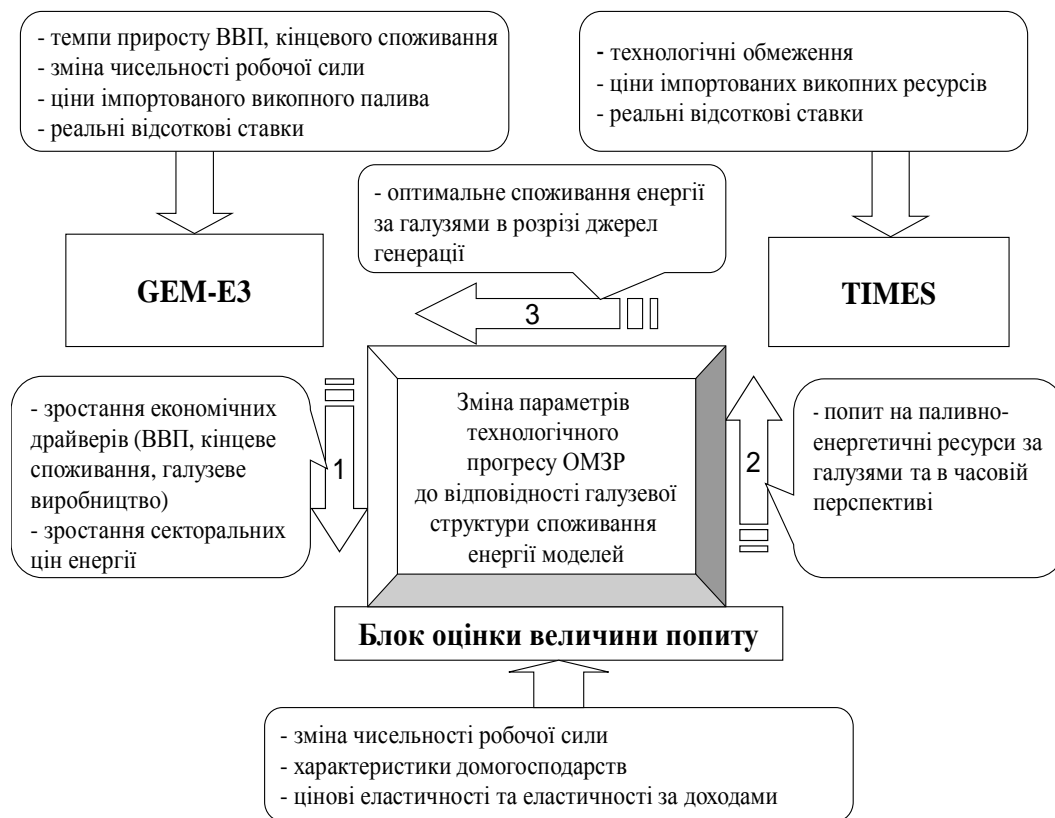 - темпи приросту ВВП, кінцевого споживання
- зміна чисельності робочої сили
- ціни імпортованого викопного палива
- реальні відсоткові ставки
- технологічні обмеження
- ціни імпортованих викопних ресурсів
- реальні відсоткові ставки
- оптимальне споживання енергії
за галузями в розрізі джерел
генерації
GEM-E3
TIMES
3
- зростання економічних
драйверів (ВВП, кінцеве
споживання, галузеве
виробництво)
- зростання секторальних
цін енергії
1
Зміна параметрів
технологічного
прогресу ОМЗР
до відповідності галузевої
структури споживання
енергії моделей
2
- попит на паливно-
енергетичні ресурси за
галузями та в часовій
перспективі
Блок оцінки величини попиту
- зміна чисельності робочої сили
- характеристики домогосподарств
- цінові еластичності та еластичності за доходами